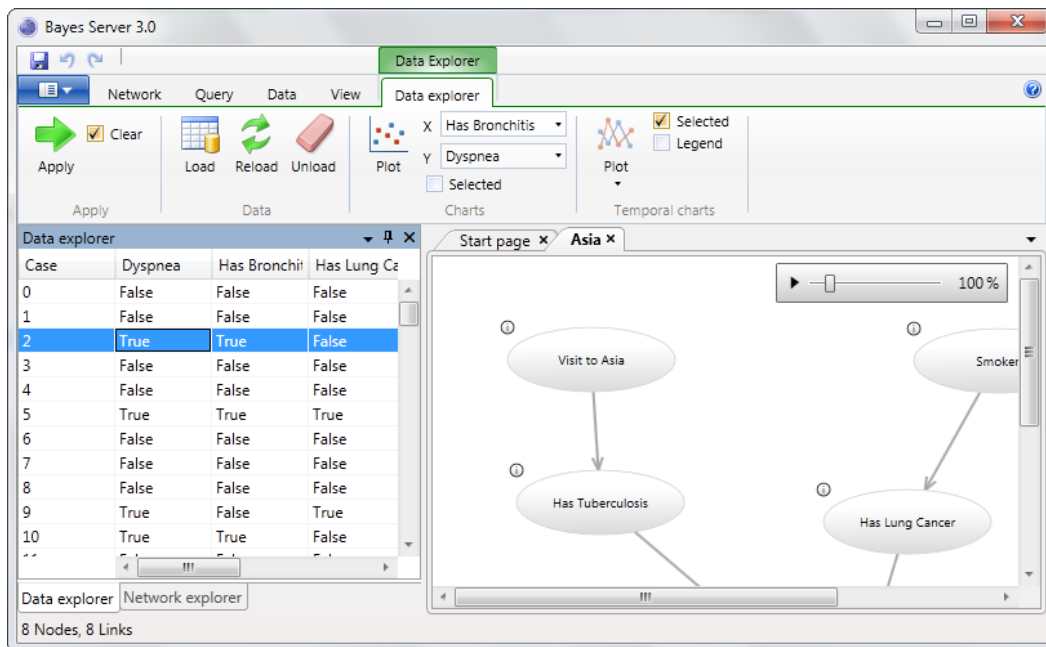 Bayes Server 3.0
Data Explorer
Network Query Data View Data explorer
Apply
Clear
Apply
Load Reload Unload
Data
Plot
X Has Bronchitis
Y Dyspnea
Selected
Charts
Plot
Selected
Legend
Temporal charts
Data explorer
Case Dyspnea Has Bronchit Has Lung Ca
0 False False False
1 False False False
2 True True False
3 False False False
4 False False False
5 True True True
6 False False False
7 False False False
8 False False False
9 True False True
10 True True False
Data explorer Network explorer
Start page Asia
100 %
Visit to Asia
Smoker
Has Tuberculosis
Has Lung Cancer
8 Nodes, 8 Links